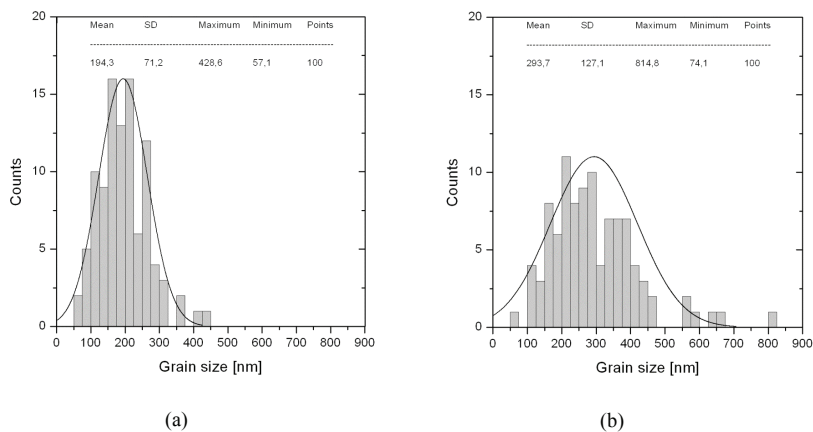 Mean SD Maximum Minimum Points
194,3 71,2 428,6 57,1 100
20
15
10
5
0
Counts
0 100 200 300 400 500 600 700 800 900
Grain size [nm]
(a)
Mean SD Maximum Minimum Points
293,7 127,1 814,8 74,1 100
20
15
10
5
0
Counts
0 100 200 300 400 500 600 700 800 900
Grain size [nm]
(b)